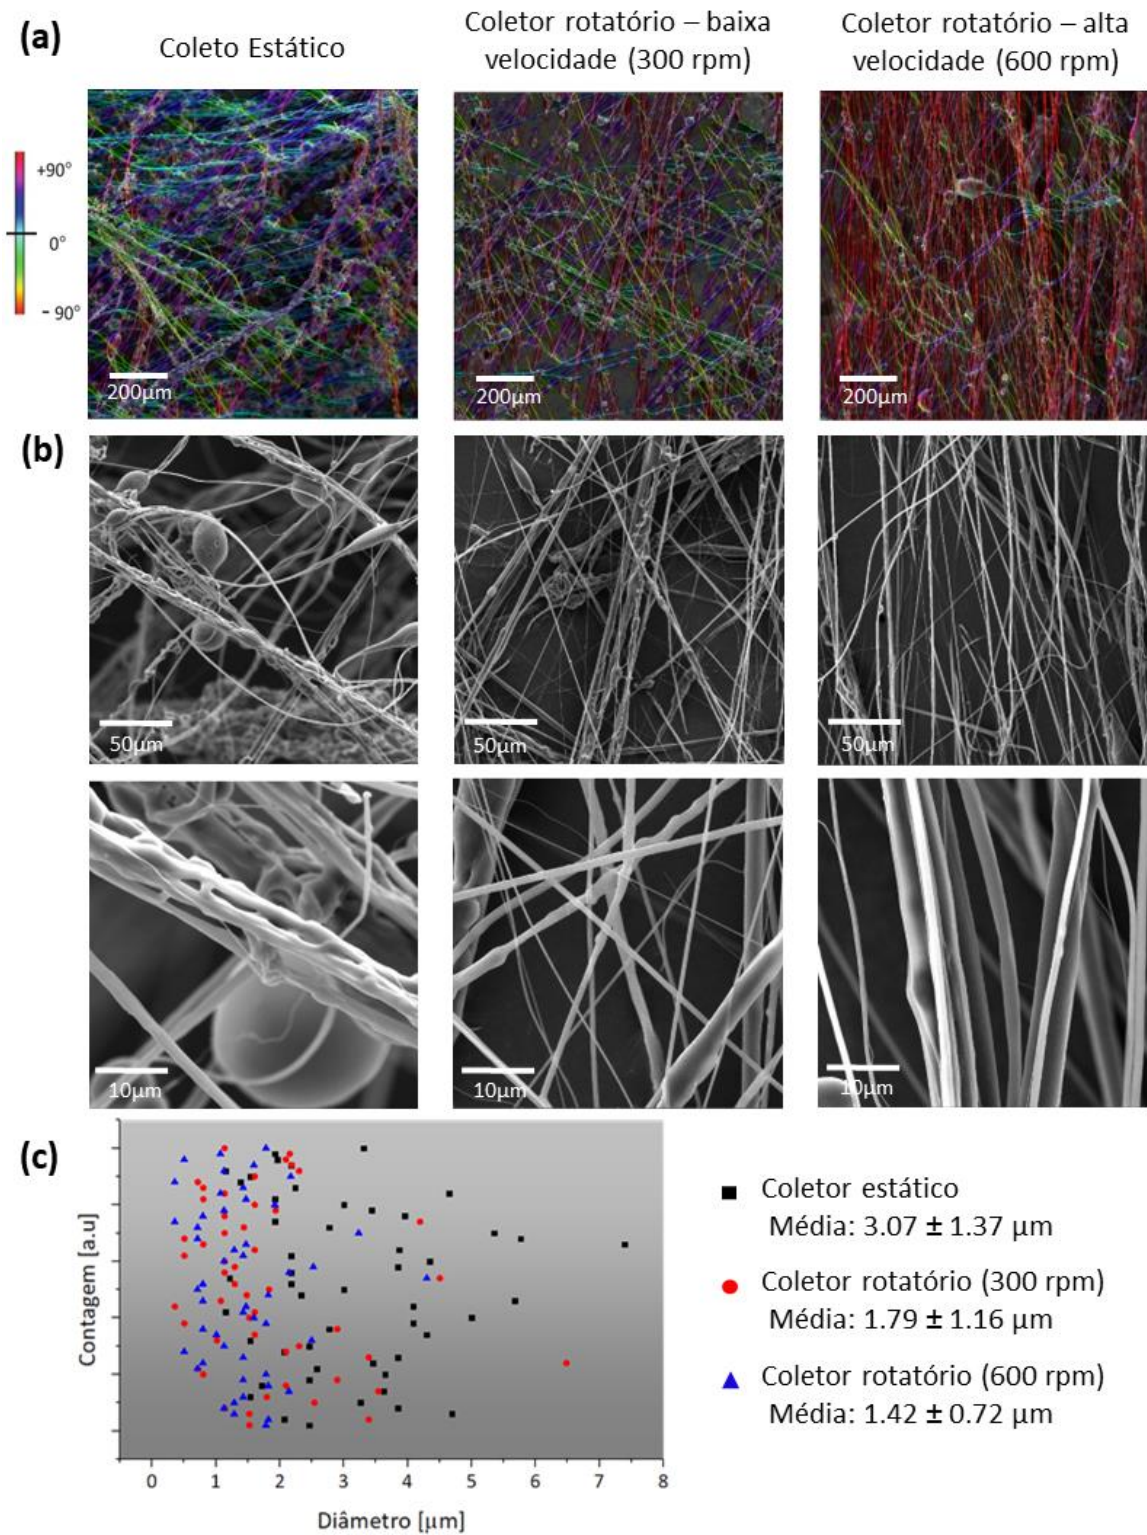 (a)
Coleto Estático
Coletor rotatório – baixa
velocidade (300 rpm)
Coletor rotatório – alta
velocidade (600 rpm)
+90°
0°
- 90°
200µm
200µm
200µm
(b)
50µm
50µm
50µm
10µm
10µm
10µm
(c)
Contagem [a.u]
0 1 2 3 4 5 6 7 8
Diâmetro [µm]
Coletor estático
Média: 3.07 ± 1.37 µm
Coletor rotatório (300 rpm)
Média: 1.79 ± 1.16 µm
Coletor rotatório (600 rpm)
Média: 1.42 ± 0.72 µm